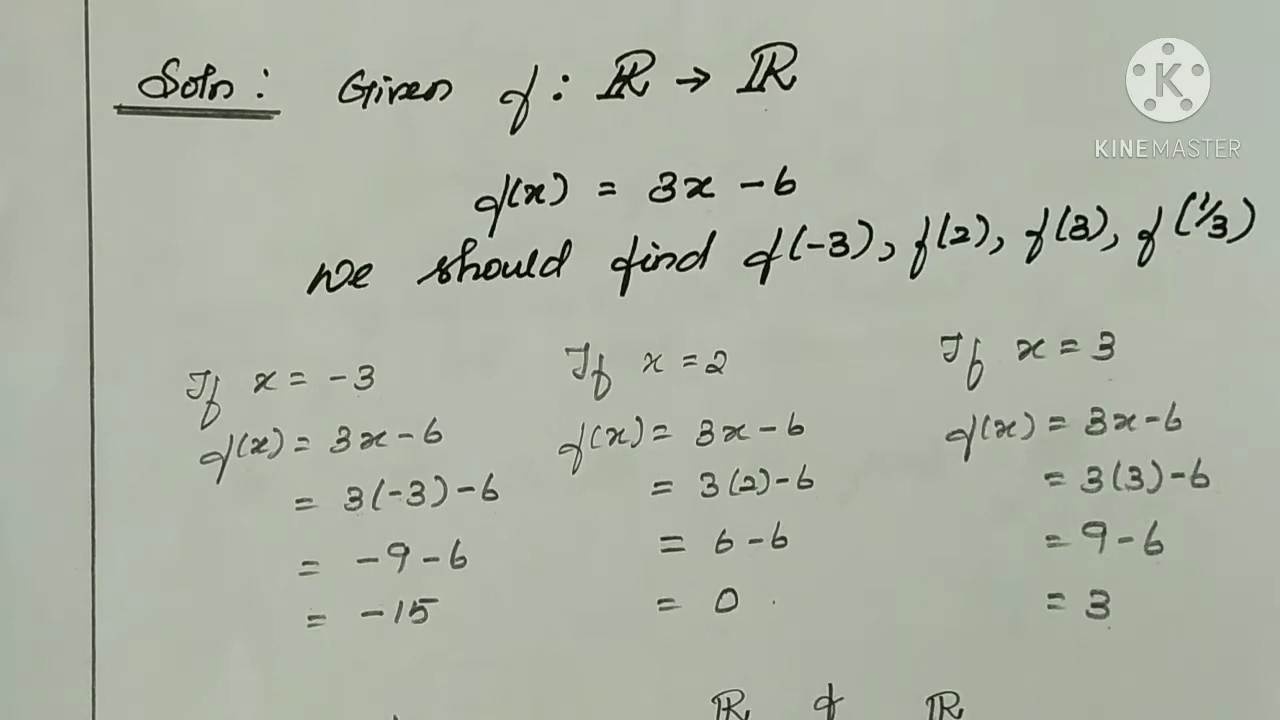 Soln: Given f: ℝ → ℝ
K
KINEMASTER
f(x) = 3x - 6
We should find f(-3), f(2), f(3), f(1/3)
If x = -3
f(x) = 3x - 6
= 3(-3) - 6
= -9 - 6
= -15
If x = 2
f(x) = 3x - 6
= 3(2) - 6
= 6 - 6
= 0
If x = 3
f(x) = 3x - 6
= 3(3) - 6
= 9 - 6
= 3
ℝ f ℝ